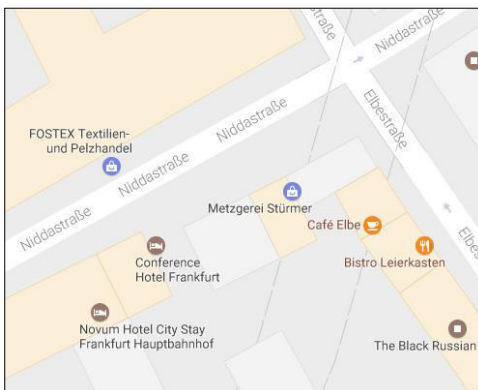 Niddastraße
Elbestraße
Niddastraße
FOSTEX Textilien-
und Pelzhandel
Niddastraße
Elbestraße
Niddastraße
Metzgerei Stürmer
Café Elbe
Conference
Hotel Frankfurt
Bistro Leierkasten
Novum Hotel City Stay
Frankfurt Hauptbahnhof
The Black Russian